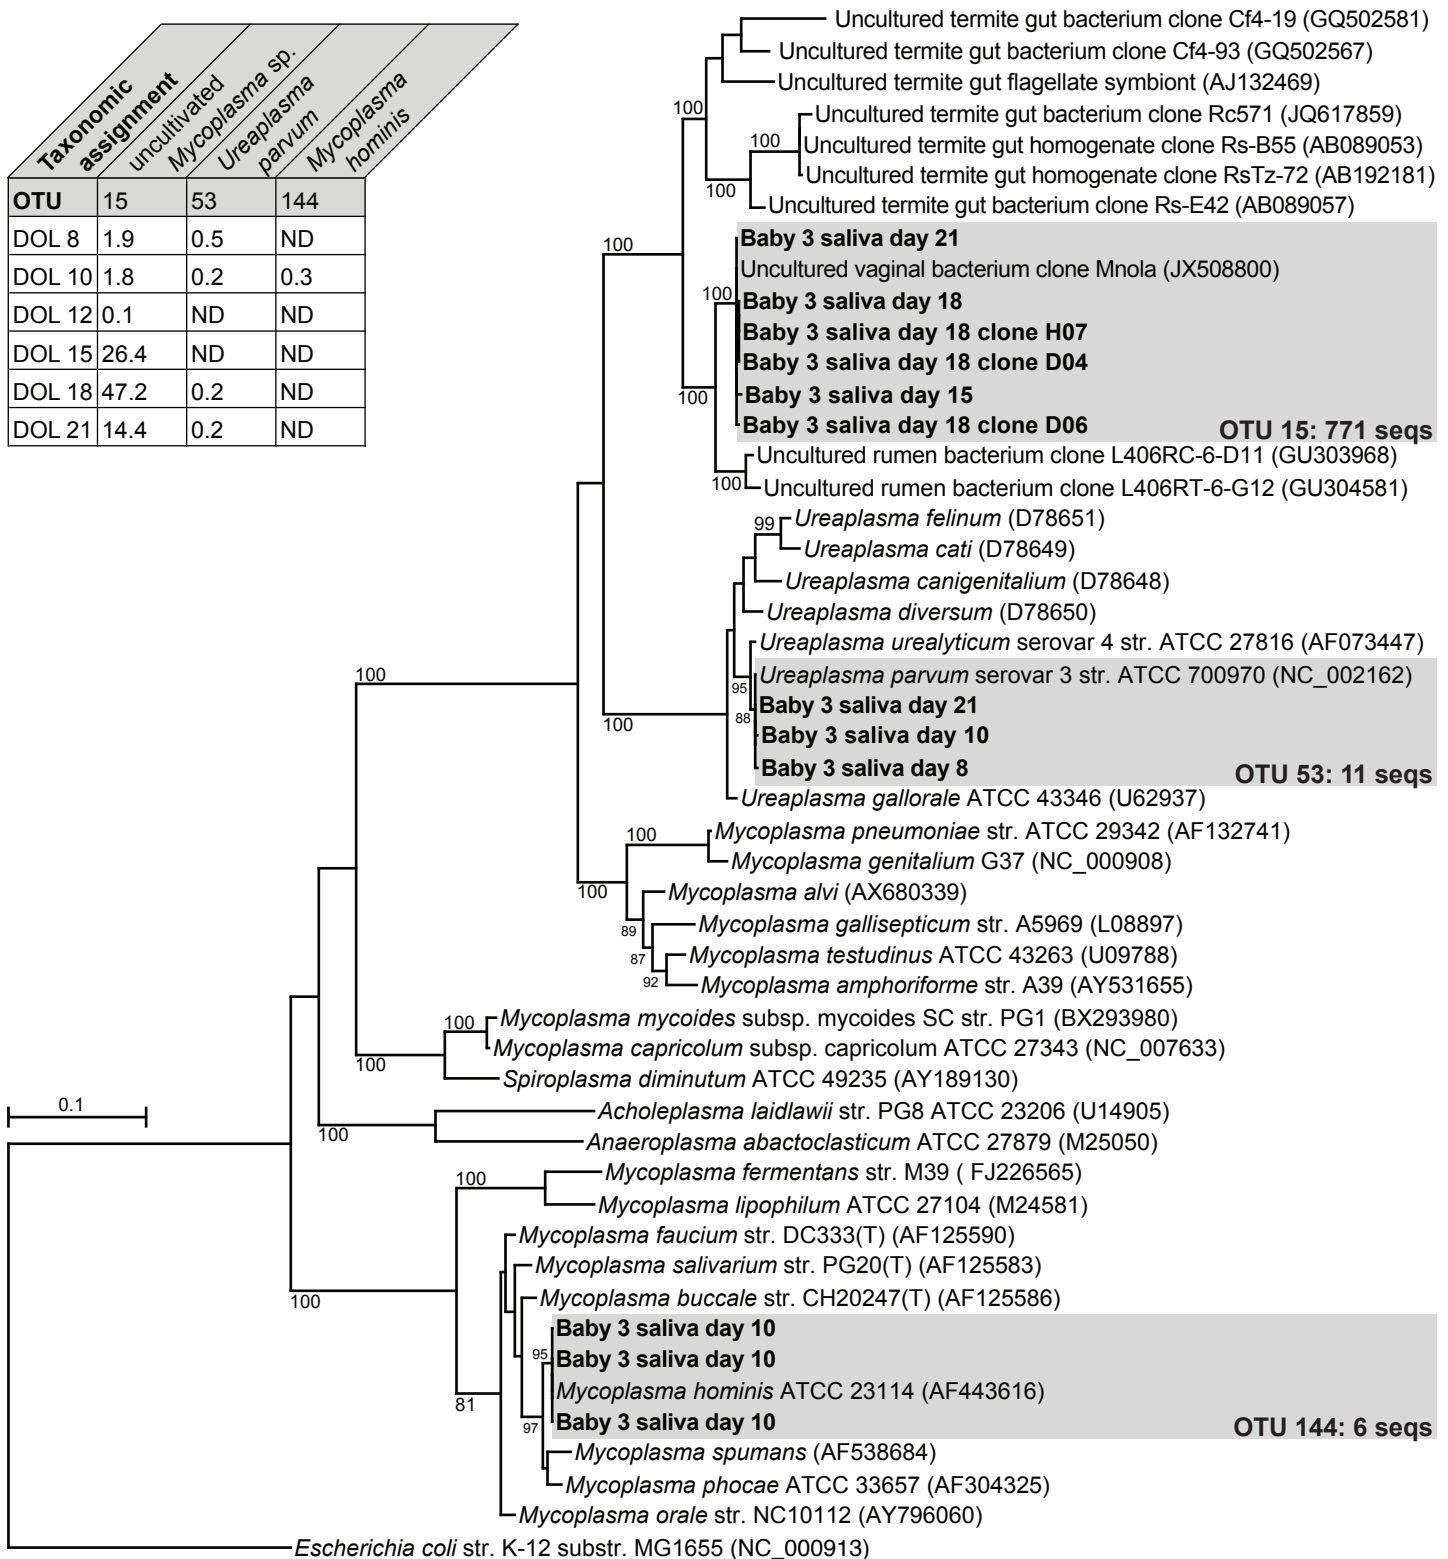 Taxonomic assignment
uncultivated Mycoplasma sp.
Ureaplasma parvum
Mycoplasma hominis
OTU 15 53 144
DOL 8 1.9 0.5 ND
DOL 10 1.8 0.2 0.3
DOL 12 0.1 ND ND
DOL 15 26.4 ND ND
DOL 18 47.2 0.2 ND
DOL 21 14.4 0.2 ND
Uncultured termite gut bacterium clone Cf4-19 (GQ502581)
Uncultured termite gut bacterium clone Cf4-93 (GQ502567)
Uncultured termite gut flagellate symbiont (AJ132469)
100
Uncultured termite gut bacterium clone Rc571 (JQ617859)
100
Uncultured termite gut homogenate clone Rs-B55 (AB089053)
Uncultured termite gut homogenate clone RsTz-72 (AB192181)
100
Uncultured termite gut bacterium clone Rs-E42 (AB089057)
100
Baby 3 saliva day 21
Uncultured vaginal bacterium clone Mnola (JX508800)
100
Baby 3 saliva day 18
Baby 3 saliva day 18 clone H07
Baby 3 saliva day 18 clone D04
100
Baby 3 saliva day 15
Baby 3 saliva day 18 clone D06
OTU 15: 771 seqs
Uncultured rumen bacterium clone L406RC-6-D11 (GU303968)
100
Uncultured rumen bacterium clone L406RT-6-G12 (GU304581)
99
Ureaplasma felinum (D78651)
Ureaplasma cati (D78649)
Ureaplasma canigenitalium (D78648)
Ureaplasma diversum (D78650)
Ureaplasma urealyticum serovar 4 str. ATCC 27816 (AF073447)
100
Ureaplasma parvum serovar 3 str. ATCC 700970 (NC_002162)
95
Baby 3 saliva day 21
88
100
Baby 3 saliva day 10
Baby 3 saliva day 8
OTU 53: 11 seqs
Ureaplasma gallorale ATCC 43346 (U62937)
100
Mycoplasma pneumoniae str. ATCC 29342 (AF132741)
Mycoplasma genitalium G37 (NC_000908)
100
Mycoplasma alvi (AX680339)
89
Mycoplasma gallisepticum str. A5969 (L08897)
87
Mycoplasma testudinus ATCC 43263 (U09788)
92
Mycoplasma amphoriforme str. A39 (AY531655)
100
Mycoplasma mycoides subsp. mycoides SC str. PG1 (BX293980)
Mycoplasma capricolum subsp. capricolum ATCC 27343 (NC_007633)
100
Spiroplasma diminutum ATCC 49235 (AY189130)
0.1
Acholeplasma laidlawii str. PG8 ATCC 23206 (U14905)
100
Anaeroplasma abactoclasticum ATCC 27879 (M25050)
100
Mycoplasma fermentans str. M39 ( FJ226565)
Mycoplasma lipophilum ATCC 27104 (M24581)
Mycoplasma faucium str. DC333(T) (AF125590)
Mycoplasma salivarium str. PG20(T) (AF125583)
100
Mycoplasma buccale str. CH20247(T) (AF125586)
Baby 3 saliva day 10
95
Baby 3 saliva day 10
Mycoplasma hominis ATCC 23114 (AF443616)
81
97
Baby 3 saliva day 10
OTU 144: 6 seqs
Mycoplasma spumans (AF538684)
Mycoplasma phocae ATCC 33657 (AF304325)
Mycoplasma orale str. NC10112 (AY796060)
Escherichia coli str. K-12 substr. MG1655 (NC_000913)